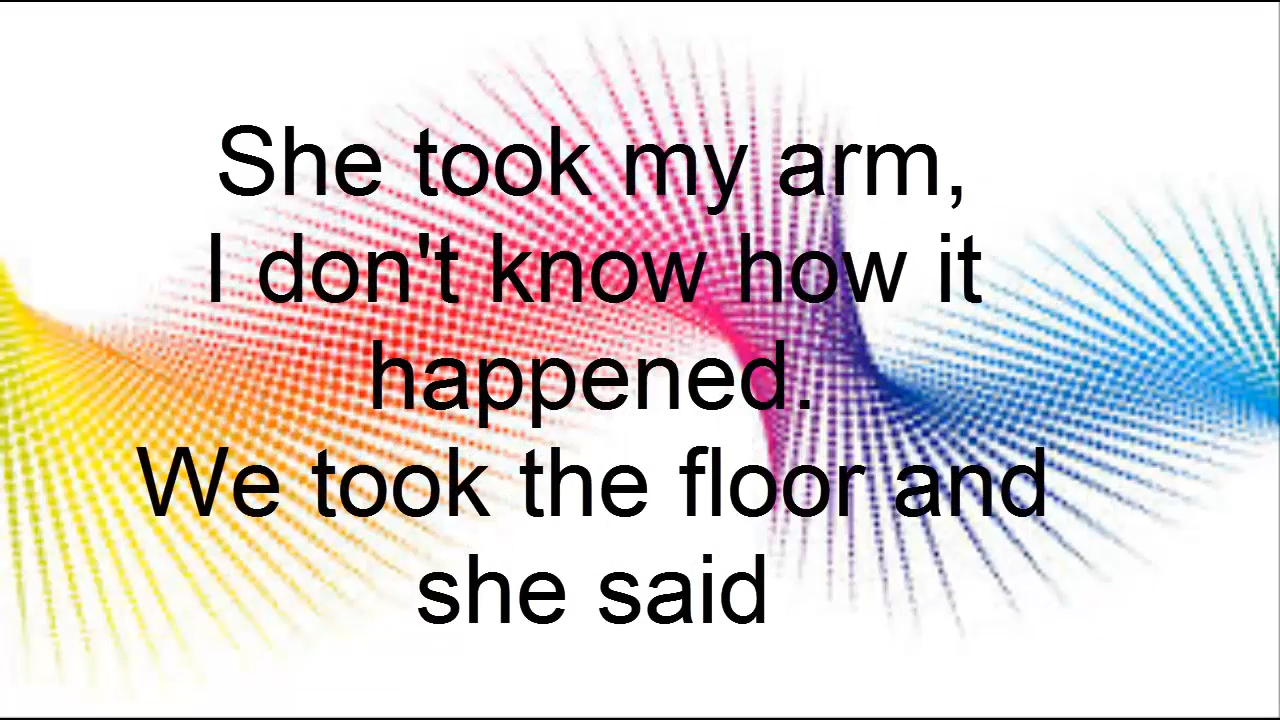 She took my arm,
I don't know how it
happened.
We took the floor and
she said